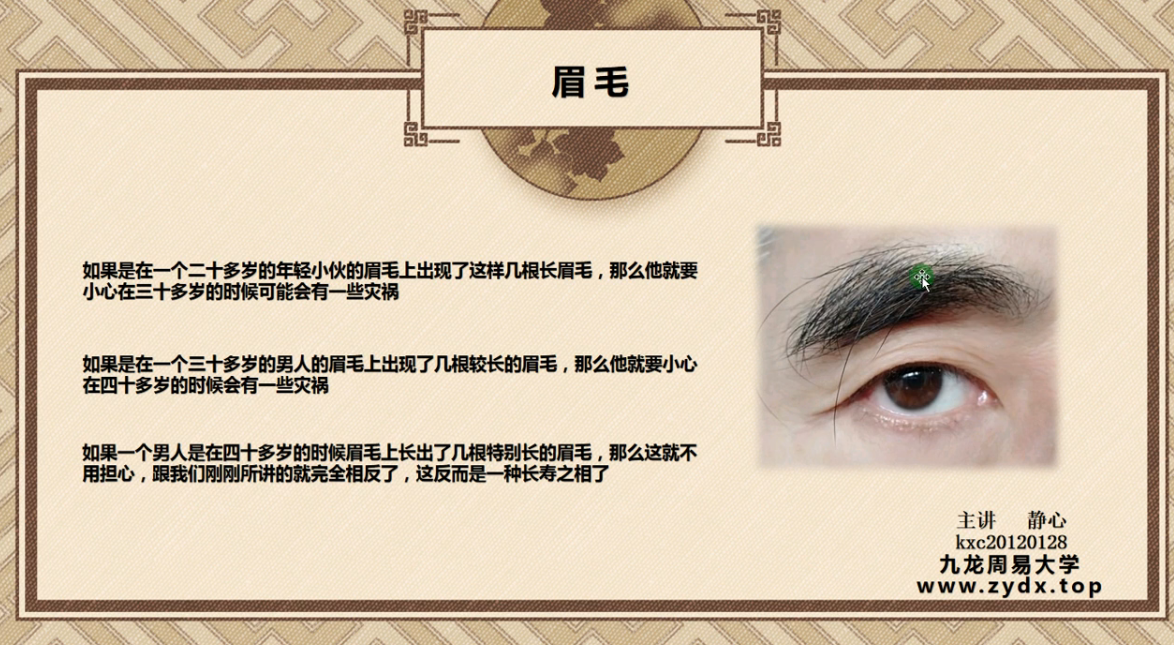 眉毛
如果是在一个二十多岁的年轻小伙的眉毛上出现了这样几根长眉毛，那么他就要
小心在三十多岁的时候可能会有一些灾祸
如果是在一个三十多岁的男人的眉毛上出现了几根较长的眉毛，那么他就要小心
在四十多岁的时候会有一些灾祸
如果一个男人是在四十多岁的时候眉毛上长出了几根特别长的眉毛，那么这就不
用担心，跟我们刚刚所讲的就完全相反了，这反而是一种长寿之相了
主讲 静心
kxc20120128
九龙周易大学
www.zydx.top